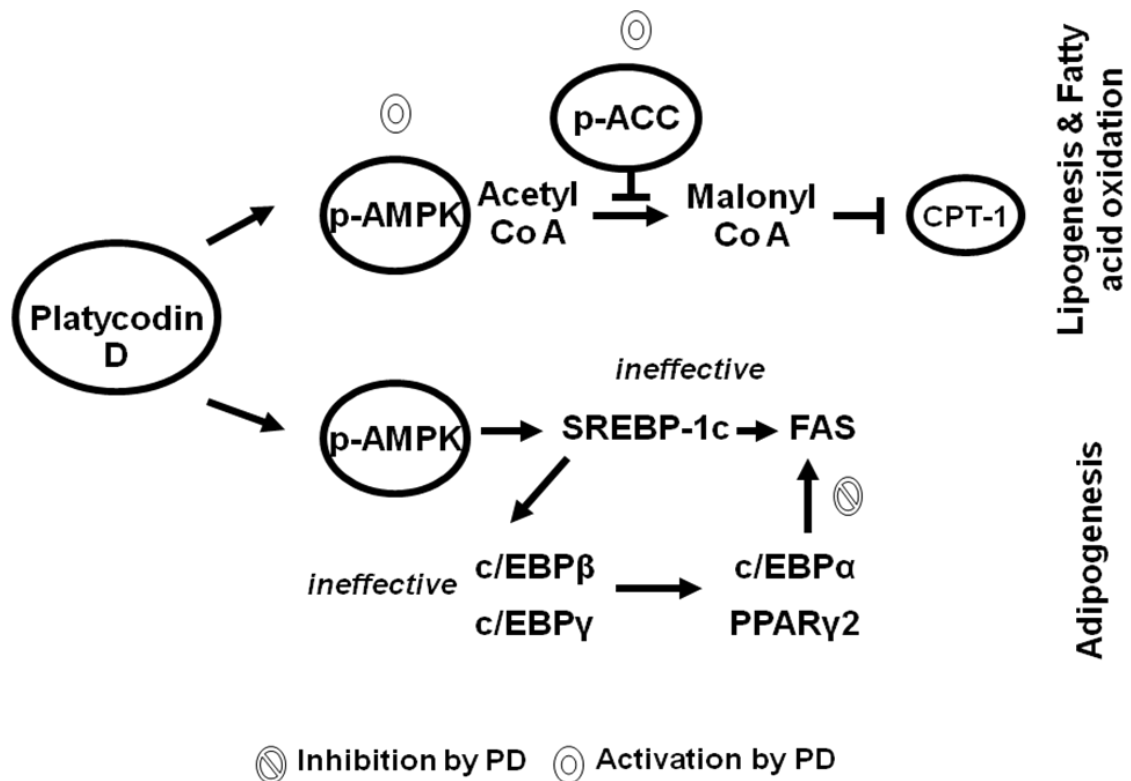 p-ACC
p-AMPK
Acetyl
Co A
Malonyl
Co A
CPT-1
Lipogenesis & Fatty
acid oxidation
Platycodin
D
ineffective
p-AMPK
SREBP-1c
FAS
ineffective
c/EBPβ
c/EBPγ
c/EBPα
PPARγ2
Adipogenesis
Inhibition by PD
Activation by PD